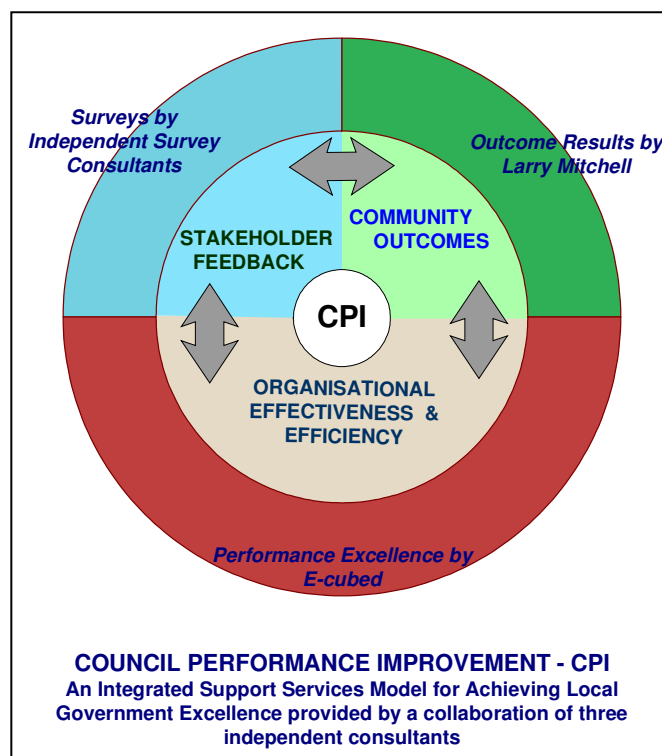 Surveys by
Independent Survey
Consultants
Outcome Results by
Larry Mitchell
COMMUNITY
OUTCOMES
STAKEHOLDER
FEEDBACK
CPI
ORGANISATIONAL
EFFECTIVENESS &
EFFICIENCY
Performance Excellence by
E-cubed
COUNCIL PERFORMANCE IMPROVEMENT - CPI
An Integrated Support Services Model for Achieving Local
Government Excellence provided by a collaboration of three
independent consultants